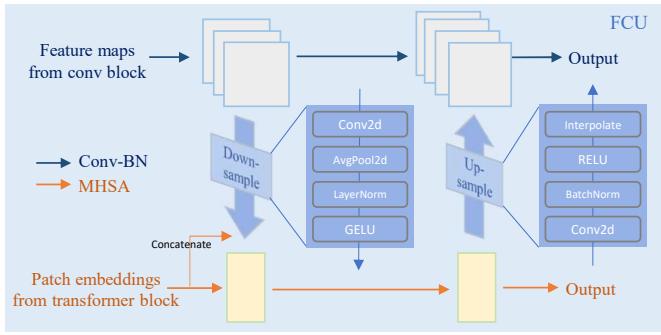 FCU
Feature maps
from conv block
Output
Conv2d
AvgPool2d
LayerNorm
GELU
Down-
sample
Up-
sample
Interpolate
RELU
BatchNorm
Conv2d
Conv-BN
MHSA
Concatenate
Patch embeddings
from transformer block
Output